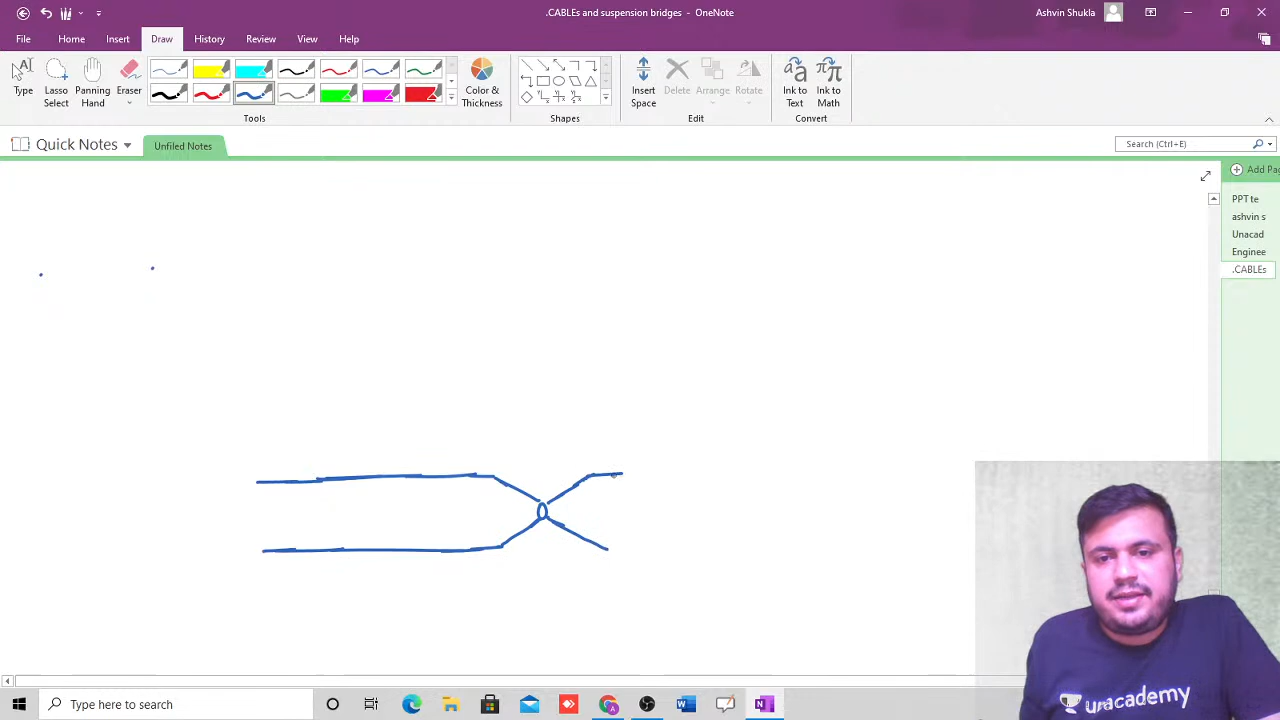 .CABLEs and suspension bridges - OneNote
Ashvin Shukla
File Home Insert Draw History Review View Help
Type
Lasso Select
Panning Hand
Eraser
Color & Thickness
Insert Space
Delete
Arrange
Rotate
Ink to Text
Ink to Math
Tools
Shapes
Edit
Convert
Quick Notes
Unfiled Notes
Search (Ctrl+E)
Add Pag
PPT te
ashvin s
Unacad
Enginee
.CABLEs
unacademy
Type here to search